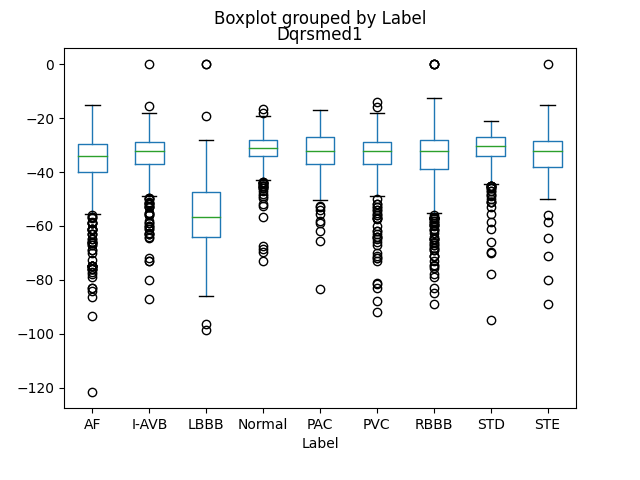 Boxplot grouped by Label
Dqrsmed1
0
−20
−40
−60
−80
−100
−120
AF I-AVB LBBB Normal PAC PVC RBBB STD STE
Label